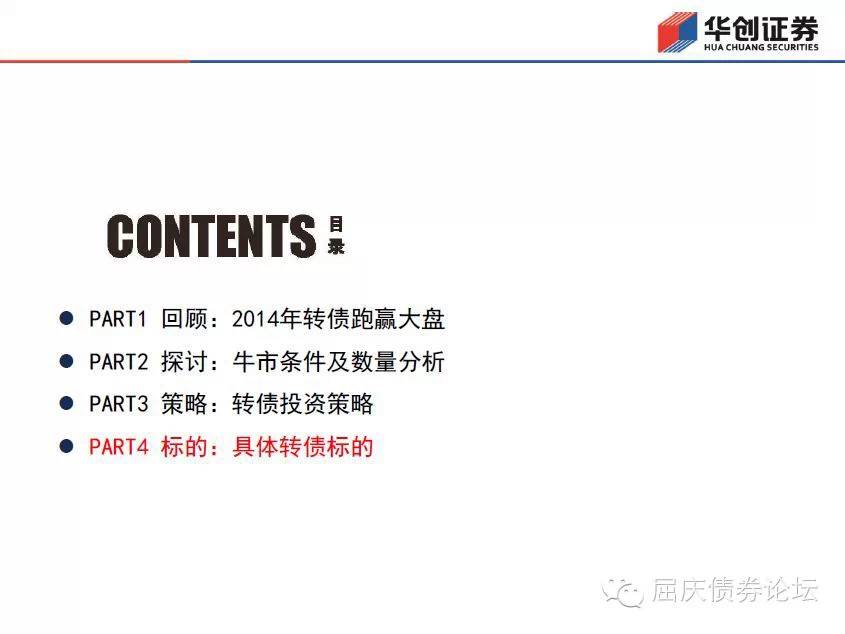 华创证券
HUA CHUANG SECURITIES
CONTENTS 目录
PART1 回顾：2014年转债跑赢大盘
PART2 探讨：牛市条件及数量分析
PART3 策略：转债投资策略
PART4 标的：具体转债标的
屈庆债券论坛